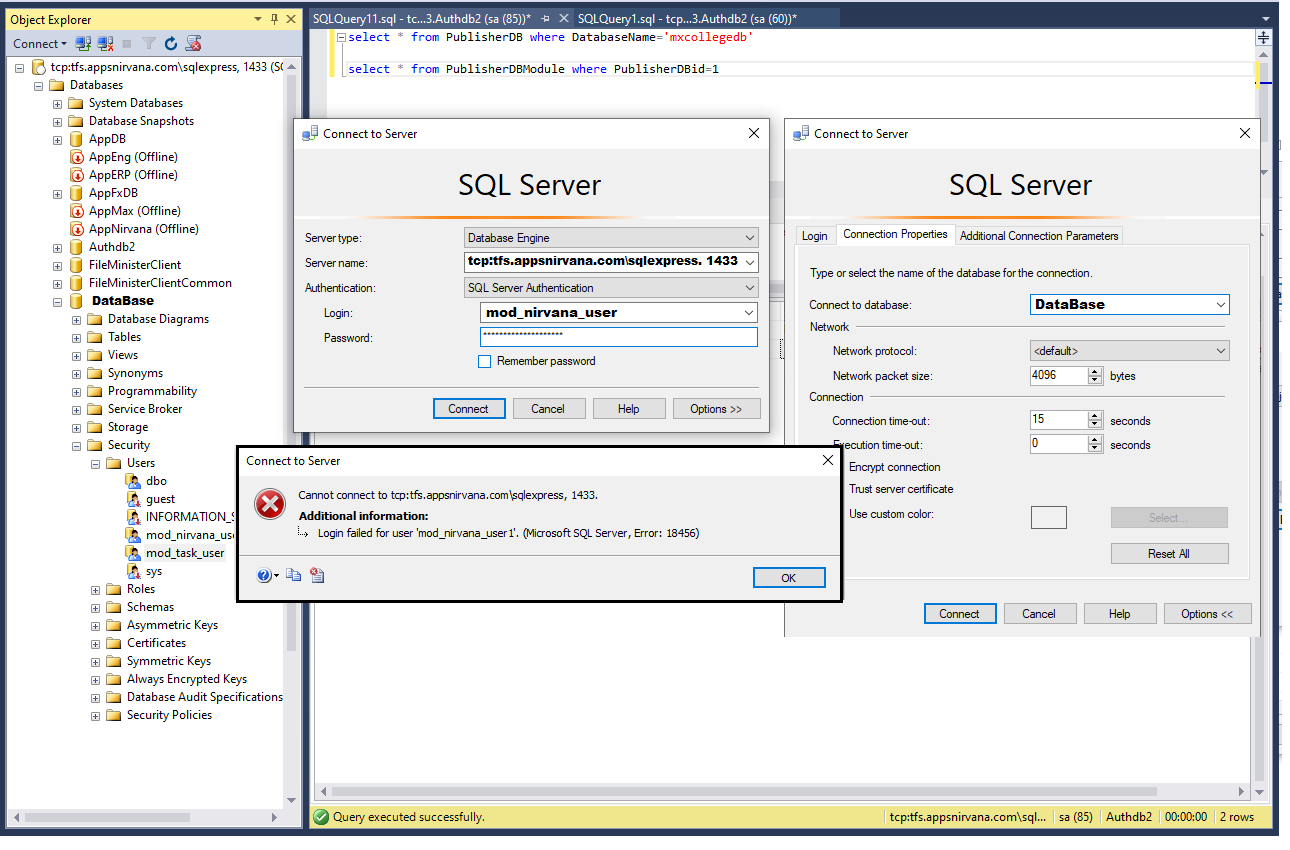 Object Explorer
Connect
tcp:tfs.appsnirvana.com\sqlexpress, 1433 (SQ
Databases
System Databases
Database Snapshots
AppDB
AppEng (Offline)
AppERP (Offline)
AppFxDB
AppMax (Offline)
AppNirvana (Offline)
Authdb2
FileMinisterClient
FileMinisterClientCommon
DataBase
Database Diagrams
Tables
Views
Synonyms
Programmability
Service Broker
Storage
Security
Users
dbo
guest
INFORMATION_S
mod_nirvana_use
mod_task_user
sys
Roles
Schemas
Asymmetric Keys
Certificates
Symmetric Keys
Always Encrypted Keys
Database Audit Specifications
Security Policies
SQLQuery11.sql - tc...3.Authdb2 (sa (85))* SQLQuery1.sql - tcp...3.Authdb2 (sa (60))*
select * from PublisherDB where DatabaseName='mxcollegedb'
select * from PublisherDBModule where PublisherDBid=1
Connect to Server
SQL Server
Server type: Database Engine
Server name: tcp:tfs.appsnirvana.com\sqlexpress. 1433
Authentication: SQL Server Authentication
Login: mod_nirvana_user
Password: ********************
Remember password
Connect Cancel Help Options >>
Connect to Server
SQL Server
Login Connection Properties Additional Connection Parameters
Type or select the name of the database for the connection.
Connect to database: DataBase
Network
Network protocol: <default>
Network packet size: 4096 bytes
Connection
Connection time-out: 15 seconds
Execution time-out: 0 seconds
Encrypt connection
Trust server certificate
Use custom color: Select...
Reset All
Connect Cancel Help Options <<
Connect to Server
Cannot connect to tcp:tfs.appsnirvana.com\sqlexpress, 1433.
Additional information:
Login failed for user 'mod_nirvana_user1'. (Microsoft SQL Server, Error: 18456)
OK
Query executed successfully. tcp:tfs.appsnirvana.com\sql... sa (85) Authdb2 00:00:00 2 rows